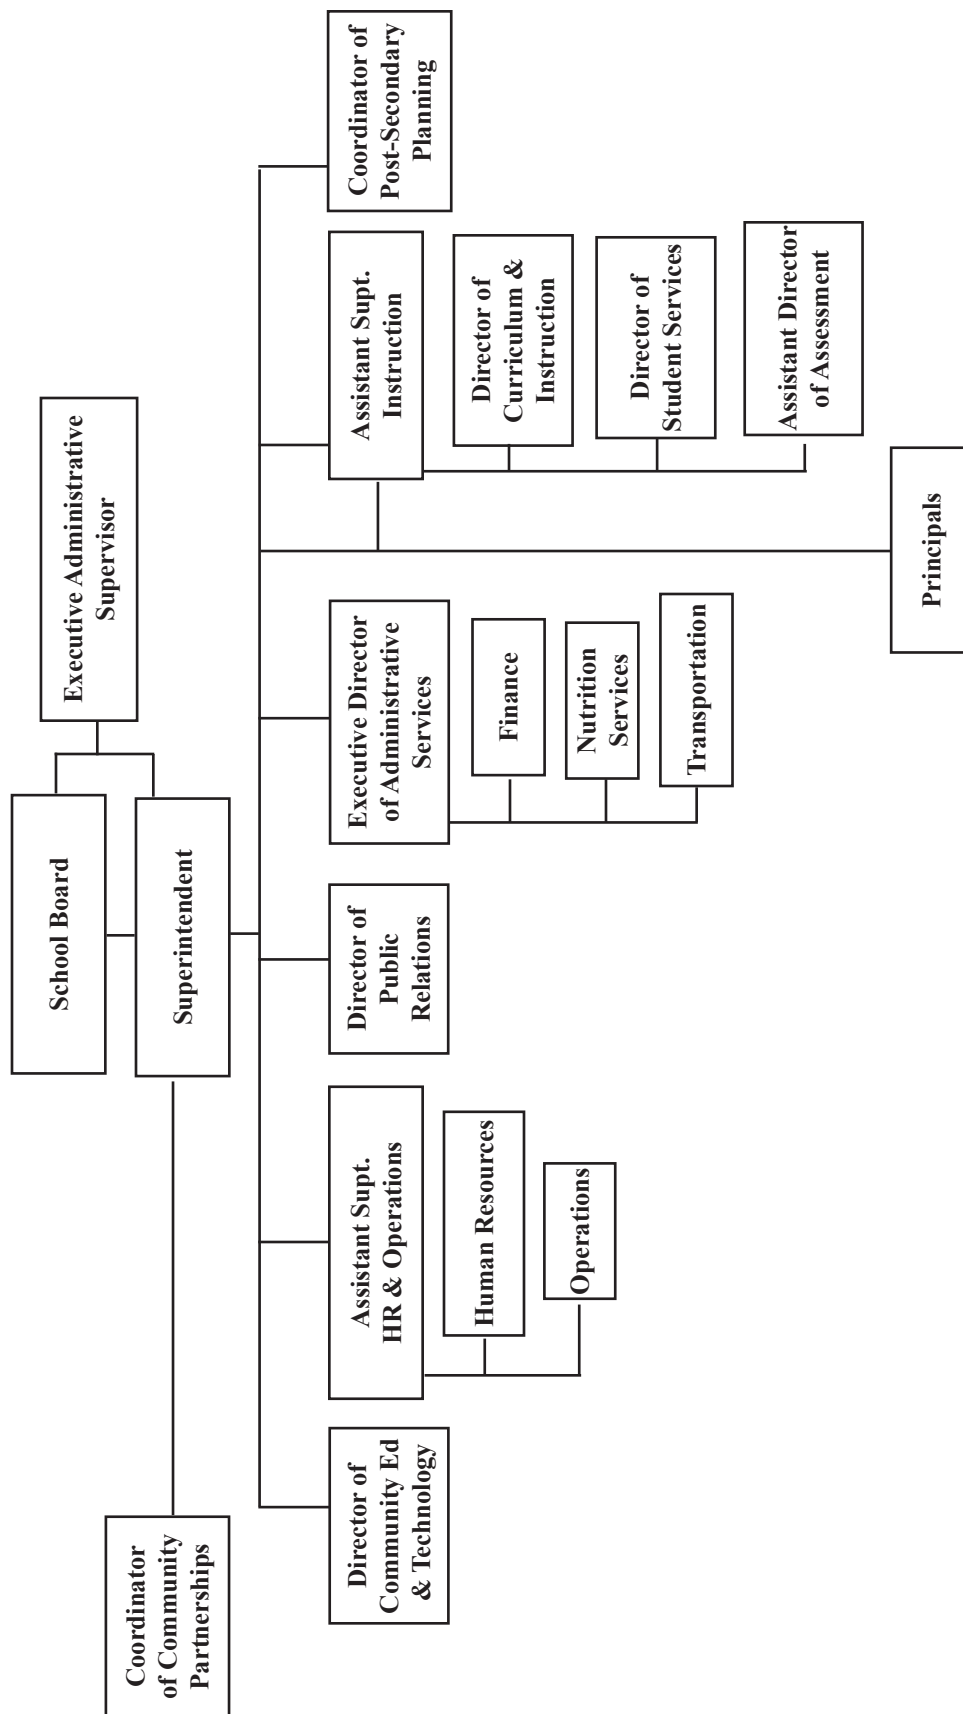 School Board
Executive Administrative
Supervisor
Superintendent
Coordinator
of Community
Partnerships
Director of
Community Ed
& Technology
Assistant Supt.
HR & Operations
Human Resources
Operations
Director of
Public
Relations
Executive Director
of Administrative
Services
Finance
Nutrition
Services
Transportation
Assistant Supt.
Instruction
Director of
Curriculum &
Instruction
Director of
Student Services
Assistant Director
of Assessment
Coordinator of
Post-Secondary
Planning
Principals